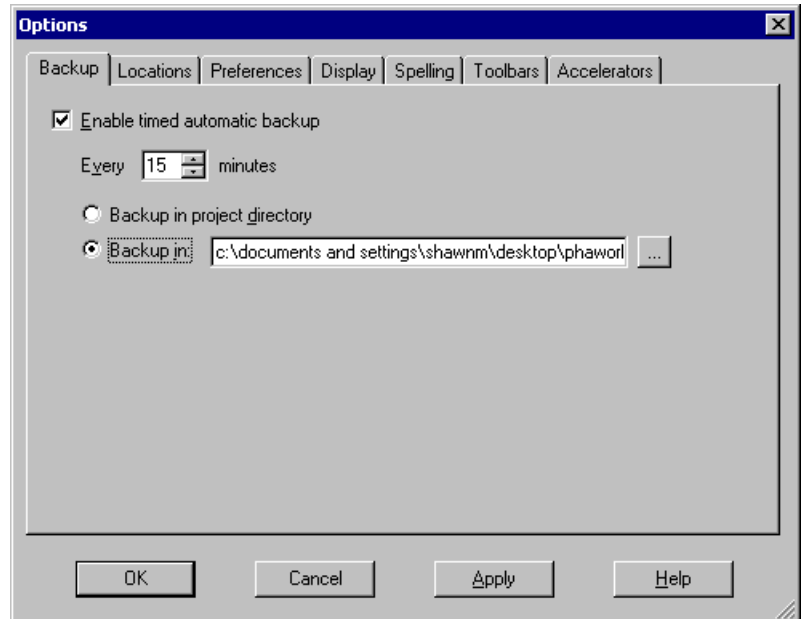 Options
Backup Locations Preferences Display Spelling Toolbars Accelerators
Enable timed automatic backup
Every 15 minutes
Backup in project directory
Backup in: c:\documents and settings\shawnm\desktop\phaworl ...
OK Cancel Apply Help